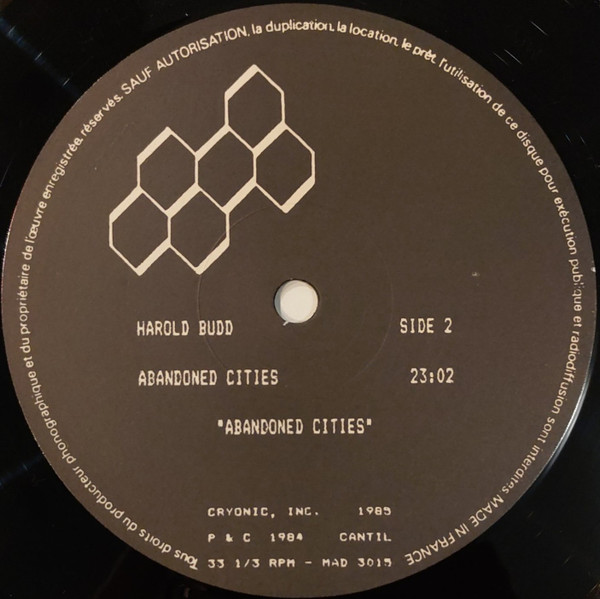 Tous droits du producteur phonographique et du propriétaire de l'œuvre enregistrée, réservés. SAUF AUTORISATION, la duplication, la location, le prêt, l'utilisation de ce disque pour exécution publique et radiodiffusion sont interdites. MADE IN FRANCE
HAROLD BUDD SIDE 2
ABANDONED CITIES 23:02
"ABANDONED CITIES"
CRYONIC, INC. 1985
P & C 1984 CANTIL
33 1/3 RPM - MAD 3015